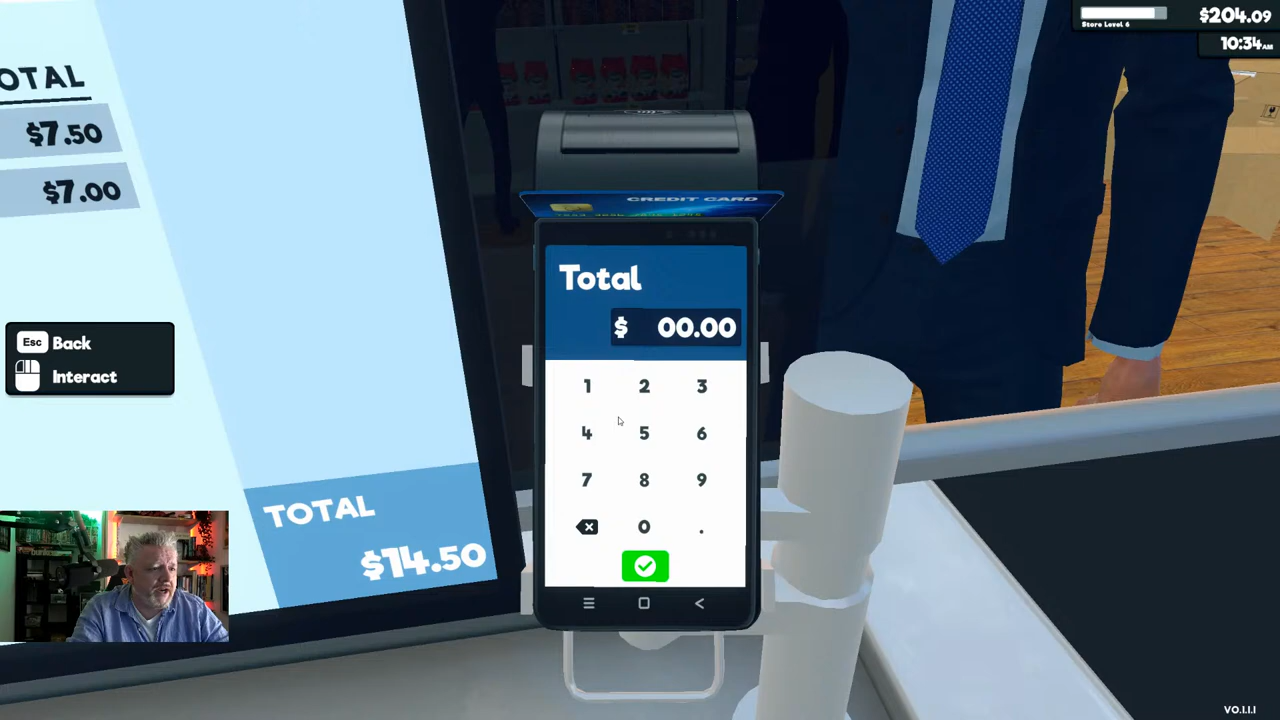 $204.09
Store Level 6
10:34AM
OTAL
$7.50
$7.00
CREDIT CARD
Total
$ 00.00
Esc Back
Interact
1 2 3
4 5 6
7 8 9
0 .
TOTAL
$14.50
V0.1.1.1